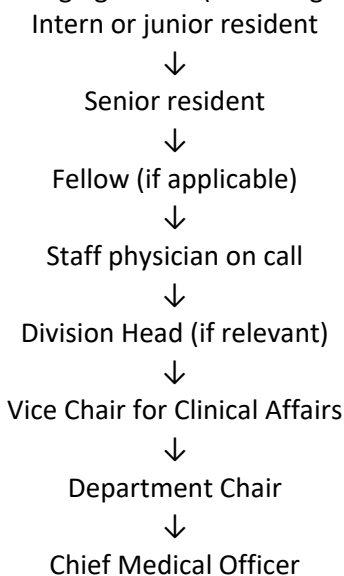 Intern or junior resident
↓
Senior resident
↓
Fellow (if applicable)
↓
Staff physician on call
↓
Division Head (if relevant)
↓
Vice Chair for Clinical Affairs
↓
Department Chair
↓
Chief Medical Officer